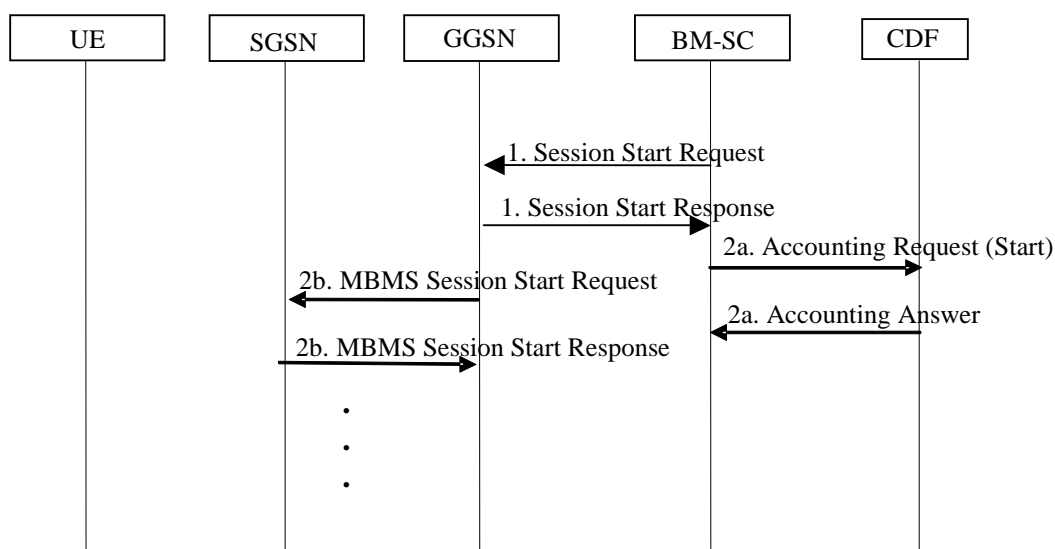 UE
SGSN
GGSN
BM-SC
CDF
1. Session Start Request
1. Session Start Response
2a. Accounting Request (Start)
2b. MBMS Session Start Request
2a. Accounting Answer
2b. MBMS Session Start Response